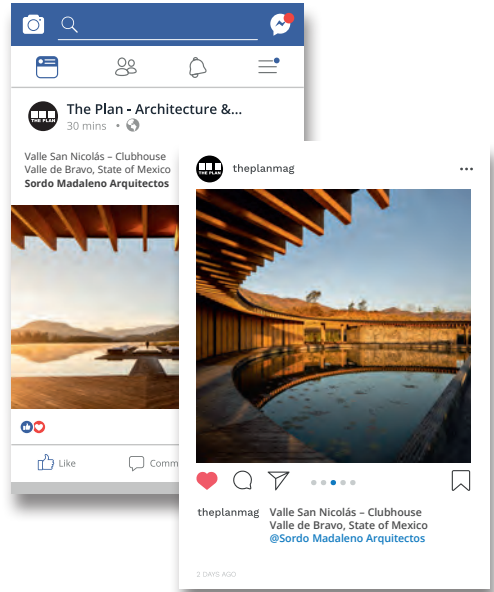 The Plan - Architecture &...
30 mins
THE PLAN
Valle San Nicolás – Clubhouse
Valle de Bravo, State of Mexico
Sordo Madaleno Arquitectos
Like
Comm
THE PLAN
theplanmag
theplanmag Valle San Nicolás – Clubhouse
Valle de Bravo, State of Mexico
@Sordo Madaleno Arquitectos
2 DAYS AGO